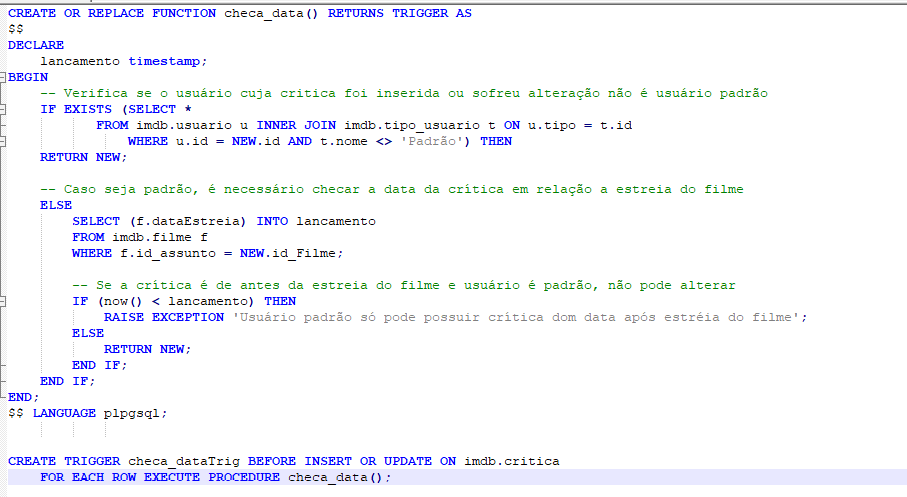 CREATE OR REPLACE FUNCTION checa_data() RETURNS TRIGGER AS
$$
DECLARE
    lancamento timestamp;
BEGIN
    -- Verifica se o usuário cuja critica foi inserida ou sofreu alteração não é usuário padrão
    IF EXISTS (SELECT *
           FROM imdb.usuario u INNER JOIN imdb.tipo_usuario t ON u.tipo = t.id
               WHERE u.id = NEW.id AND t.nome <> 'Padrão') THEN
    RETURN NEW;

    -- Caso seja padrão, é necessário checar a data da crítica em relação a estreia do filme
    ELSE
        SELECT (f.dataEstreia) INTO lancamento
        FROM imdb.filme f
        WHERE f.id_assunto = NEW.id_Filme;

        -- Se a crítica é de antes da estreia do filme e usuário é padrão, não pode alterar
        IF (now() < lancamento) THEN
            RAISE EXCEPTION 'Usuário padrão só pode possuir crítica dom data após estréia do filme';
        ELSE
            RETURN NEW;
        END IF;
    END IF;
END;
$$ LANGUAGE plpgsql;

CREATE TRIGGER checa_dataTrig BEFORE INSERT OR UPDATE ON imdb.critica
    FOR EACH ROW EXECUTE PROCEDURE checa_data();